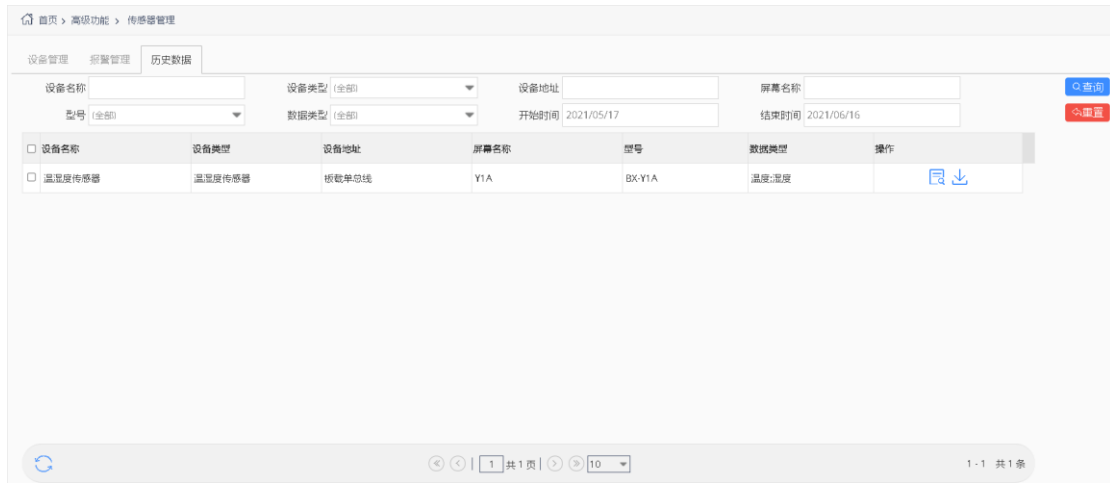 首页 > 高级功能 > 传感器管理
设备管理 报警管理 历史数据
设备名称 设备类型 (全部) 设备地址 屏幕名称 查询
型号 (全部) 数据类型 (全部) 开始时间 2021/05/17 结束时间 2021/06/16 重置
设备名称 设备类型 设备地址 屏幕名称 型号 数据类型 操作
温湿度传感器 温湿度传感器 板载单总线 Y1A BX-Y1A 温度;湿度
1 共1页 10 1-1 共1条